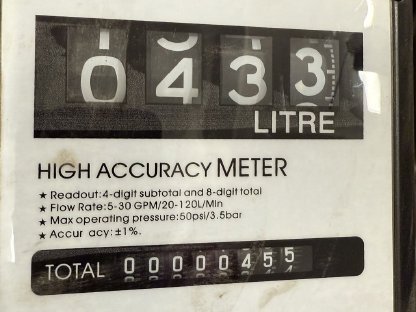 0433
LITRE
HIGH ACCURACY METER
★ Readout:4-digit subtotal and 8-digit total
★ Flow Rate:5-30 GPM/20-120L/Min
★ Max operating pressure:50psi/3.5bar
★ Accur acy:±1%.
TOTAL 00000455